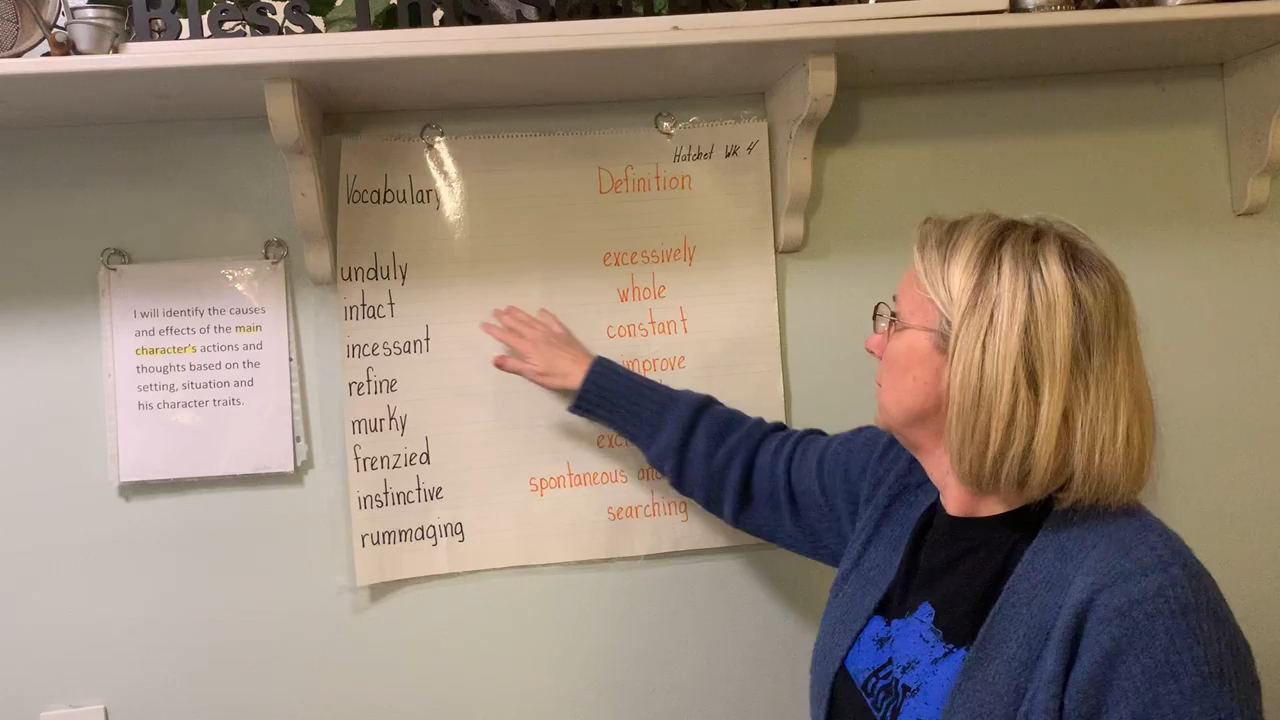 Bless This
Hatchet WK 4
Vocabulary Definition
unduly excessively
intact whole
incessant constant
refine improve
murky
frenzied
instinctive spontaneous
rummaging searching
I will identify the causes
and effects of the main
character's actions and
thoughts based on the
setting, situation and
his character traits.